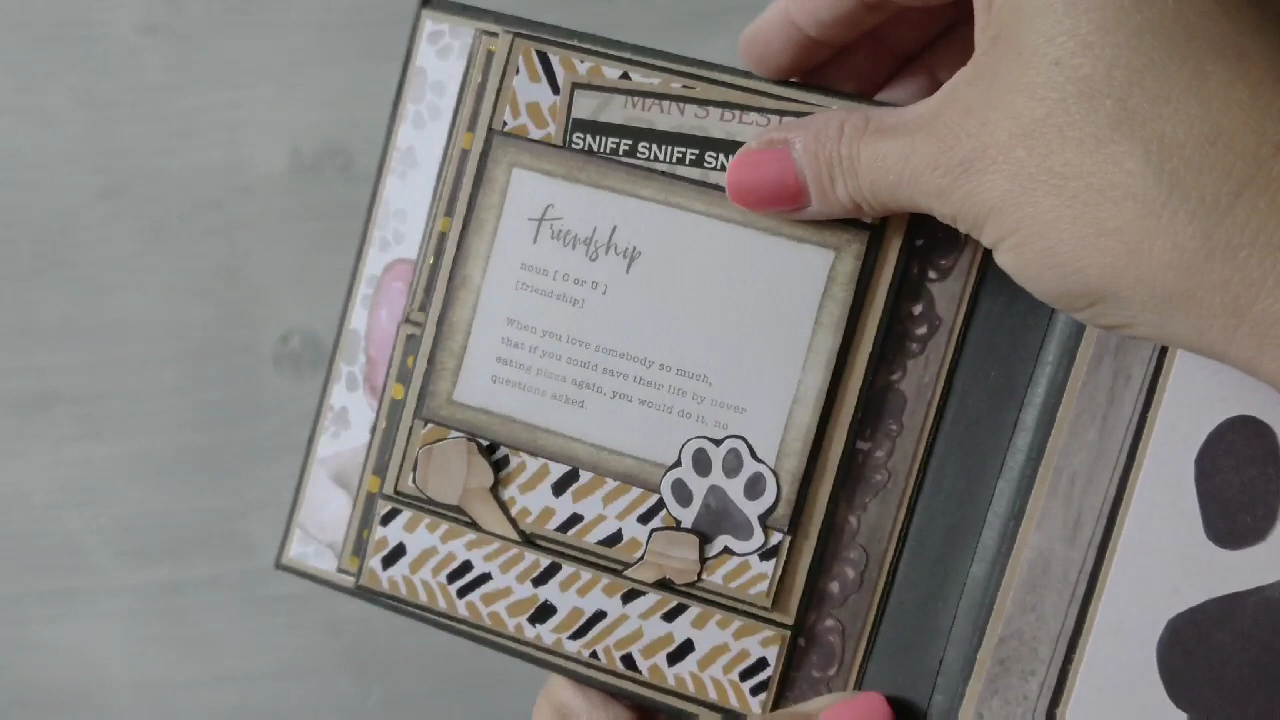 MAN'S BEST
SNIFF SNIFF SN
friendship
noun [ C or U ]
[friend·ship]
When you love somebody so much,
that if you could save their life by never
eating pizza again, you would do it, no
questions asked.